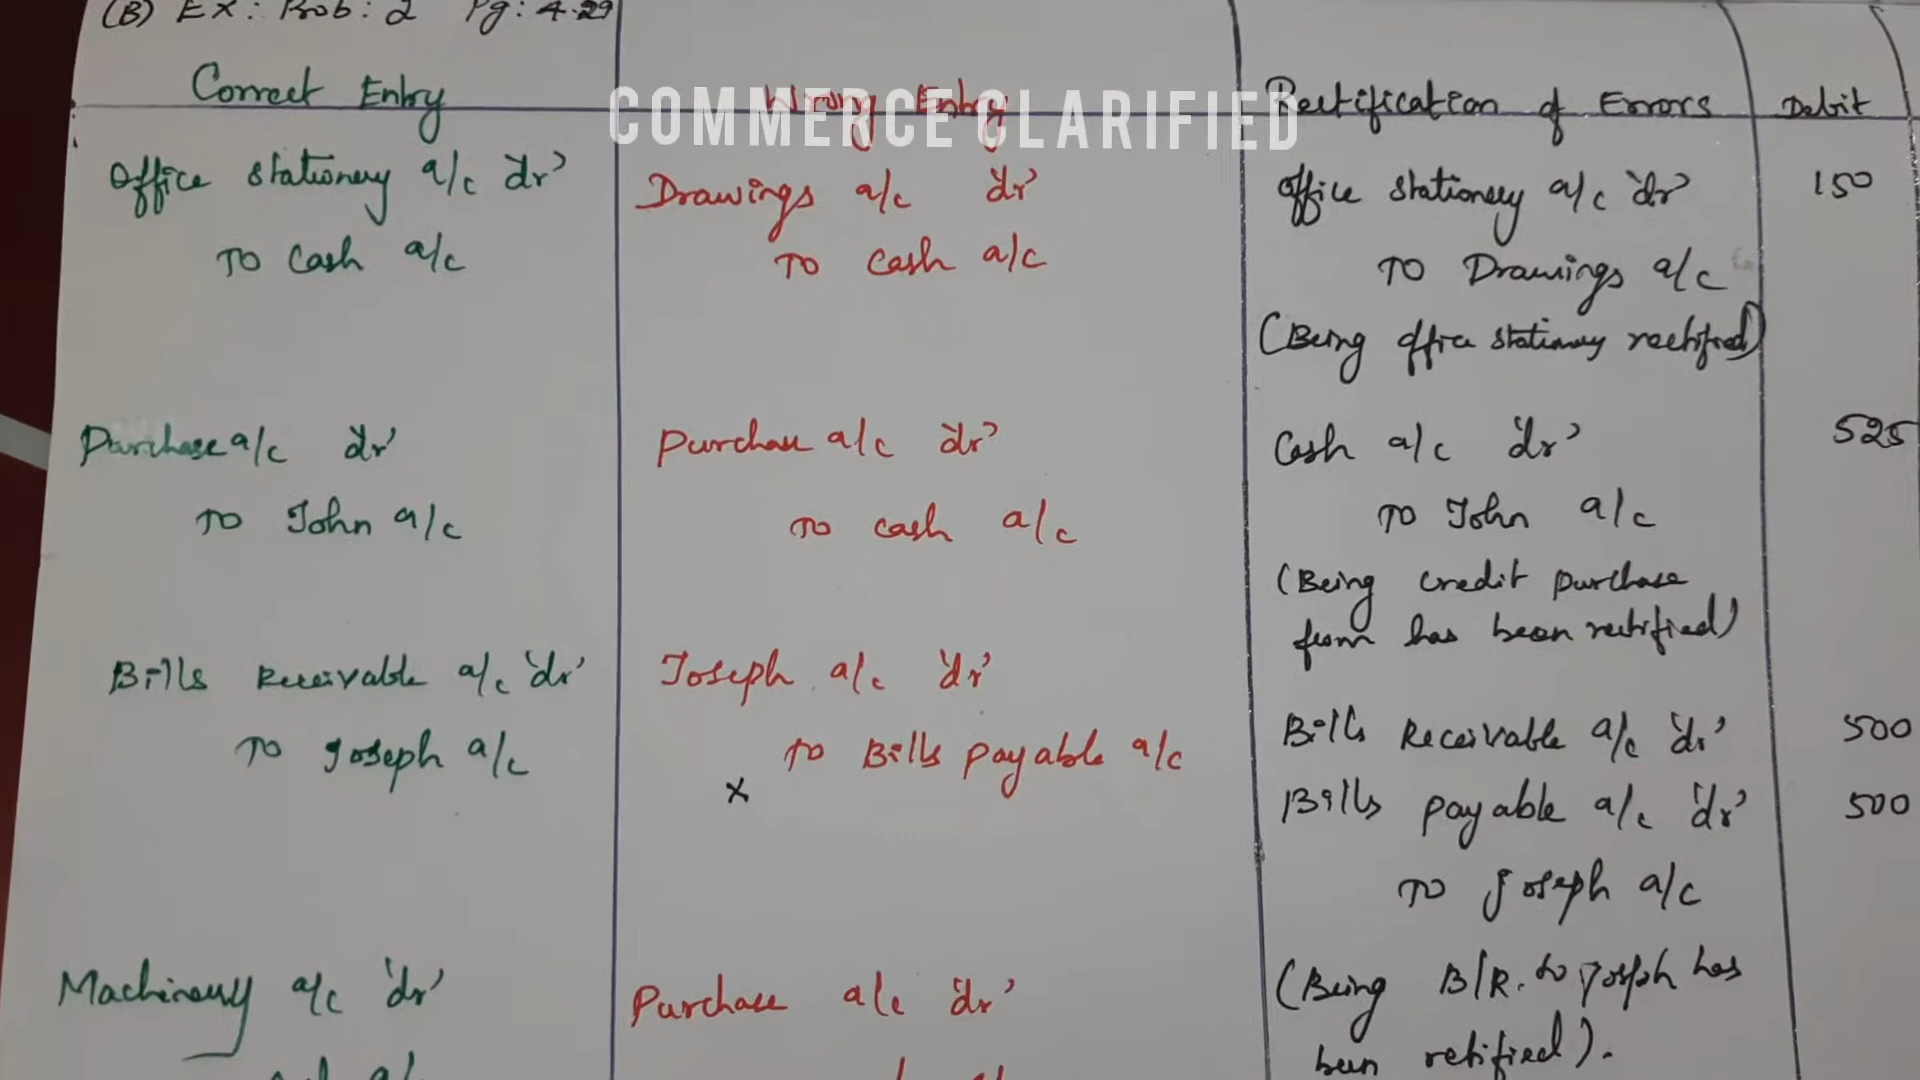 (B) Ex: Prob: 2 Pg: 4.29
Correct Entry
Office stationery a/c 'dr'
To Cash a/c
Purchase a/c 'dr'
To John a/c
Bills Receivable a/c 'dr'
To Joseph a/c
Machinery a/c 'dr'
Wrong Entry
COMMERCE CLARIFIED
Drawings a/c 'dr'
To Cash a/c
Purchase a/c 'dr'
To cash a/c
Joseph a/c 'dr'
To Bills payable a/c
x
Purchase a/c 'dr'
Rectification of Errors
Debit
Office stationery a/c 'dr' 150
To Drawings a/c
(Being office stationery rectified)
Cash a/c 'dr' 525
To John a/c
(Being credit purchase
from has been rectified)
Bills Receivable a/c 'dr' 500
Bills payable a/c 'dr' 500
To Joseph a/c
(Being B/R. to Joseph has
been retified).